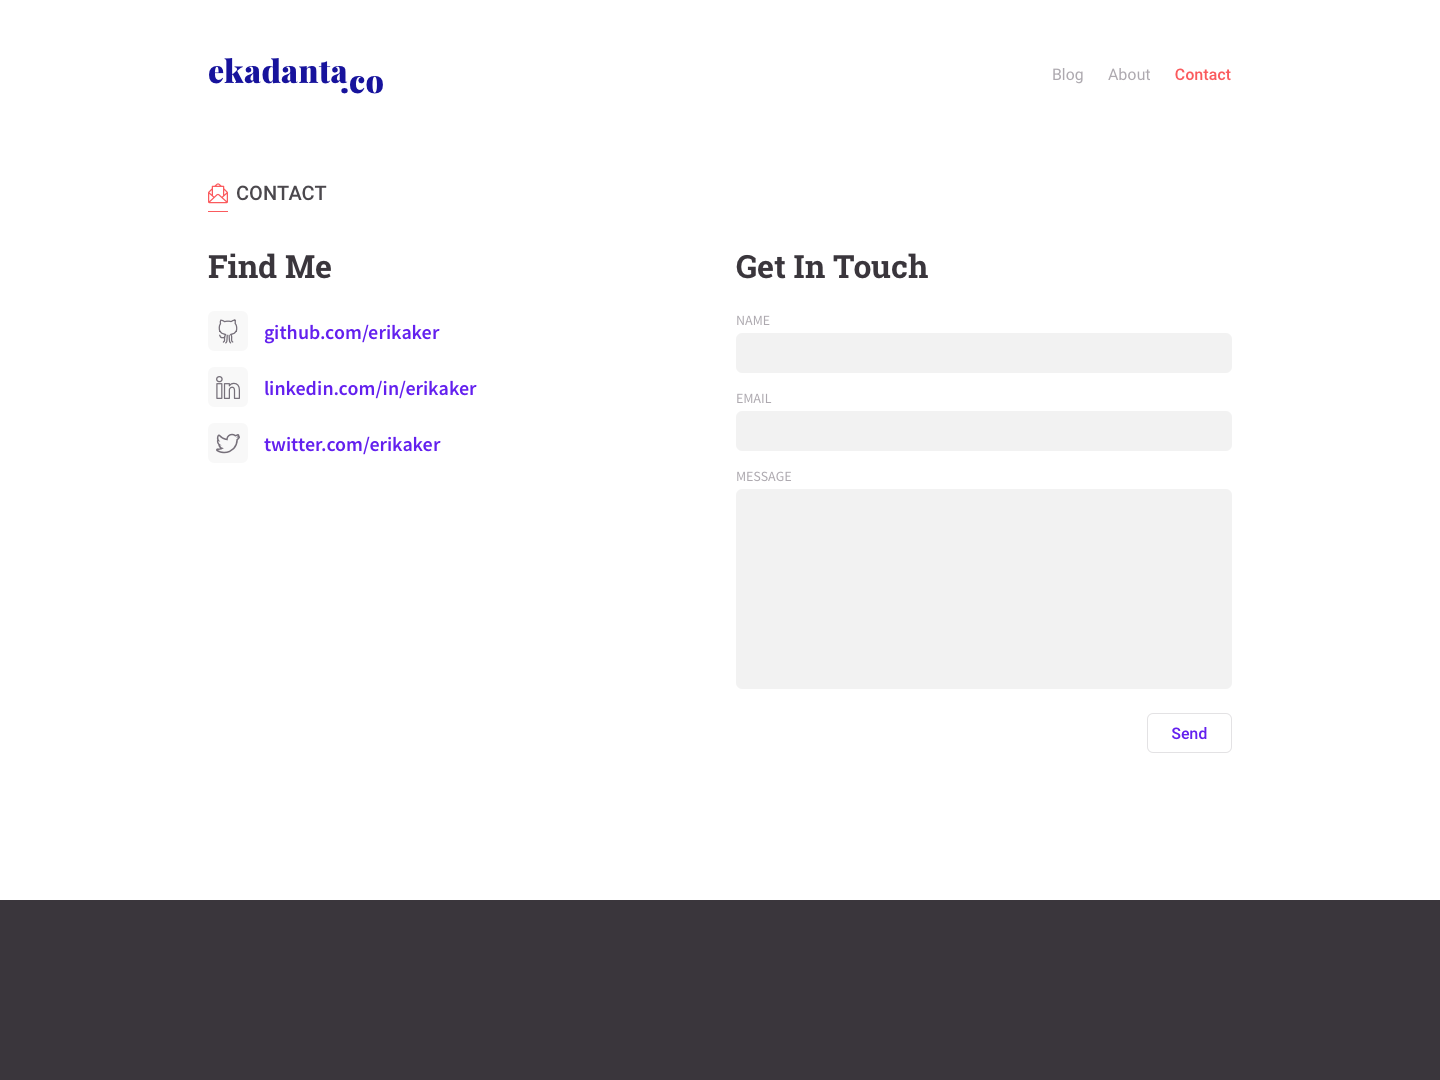 ekadanta.co
Blog About Contact
CONTACT
Find Me
github.com/erikaker
linkedin.com/in/erikaker
twitter.com/erikaker
Get In Touch
NAME
EMAIL
MESSAGE
Send